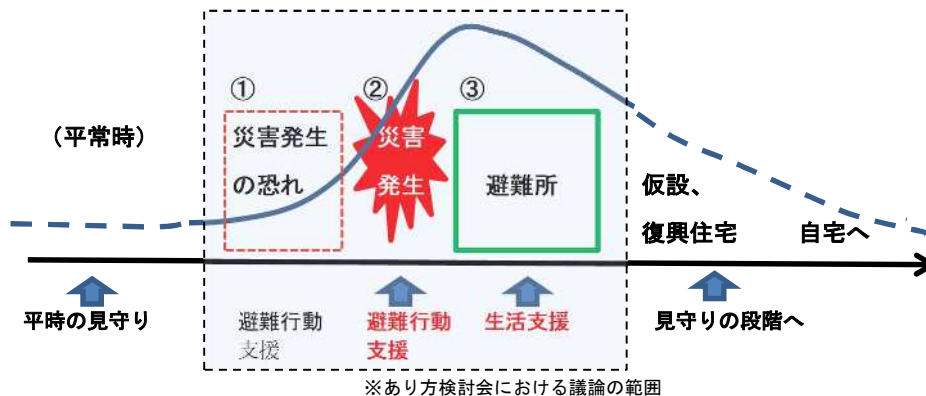 (平常時)
①
災害発生
の恐れ
②
災害
発生
③
避難所
仮設、
復興住宅
自宅へ
平時の見守り
避難行動
支援
避難行動
支援
生活支援
見守りの段階へ
※あり方検討会における議論の範囲